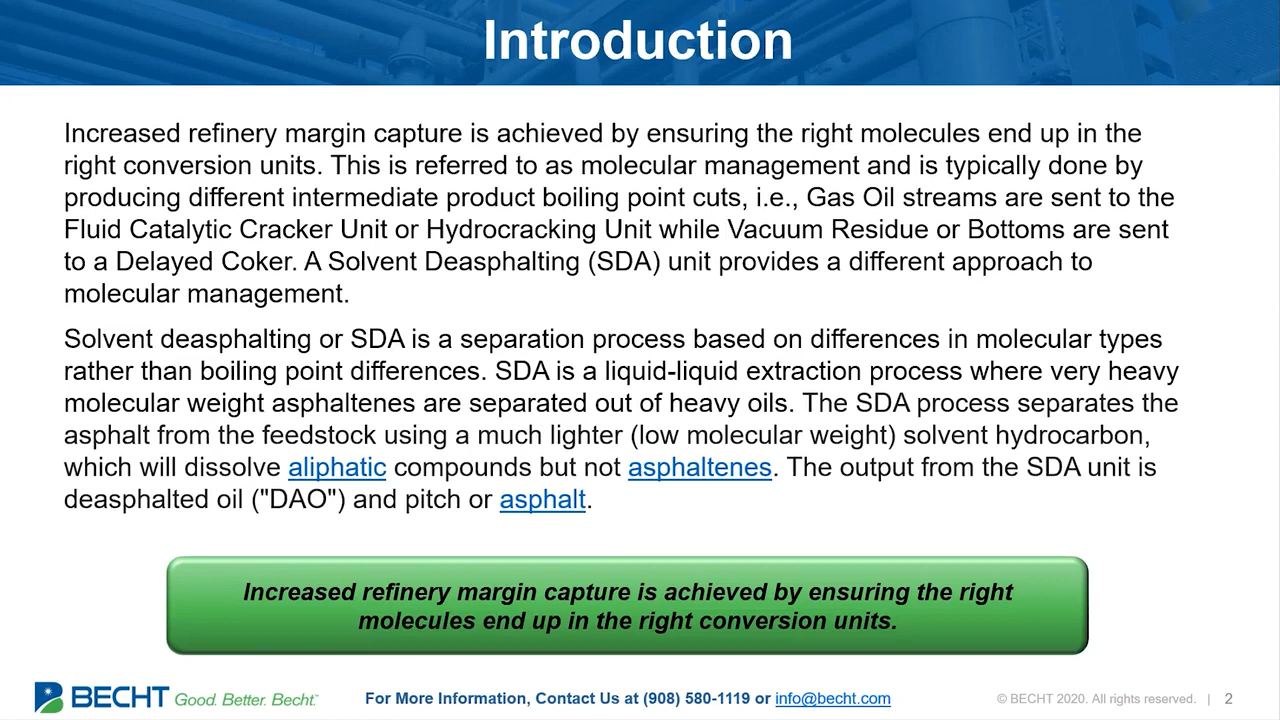 Introduction
Increased refinery margin capture is achieved by ensuring the right molecules end up in the
right conversion units. This is referred to as molecular management and is typically done by
producing different intermediate product boiling point cuts, i.e., Gas Oil streams are sent to the
Fluid Catalytic Cracker Unit or Hydrocracking Unit while Vacuum Residue or Bottoms are sent
to a Delayed Coker. A Solvent Deasphalting (SDA) unit provides a different approach to
molecular management.
Solvent deasphalting or SDA is a separation process based on differences in molecular types
rather than boiling point differences. SDA is a liquid-liquid extraction process where very heavy
molecular weight asphaltenes are separated out of heavy oils. The SDA process separates the
asphalt from the feedstock using a much lighter (low molecular weight) solvent hydrocarbon,
which will dissolve aliphatic compounds but not asphaltenes. The output from the SDA unit is
deasphalted oil ("DAO") and pitch or asphalt.
Increased refinery margin capture is achieved by ensuring the right
molecules end up in the right conversion units.
BECHT Good. Better. Becht.™
For More Information, Contact Us at (908) 580-1119 or info@becht.com
© BECHT 2020. All rights reserved. | 2